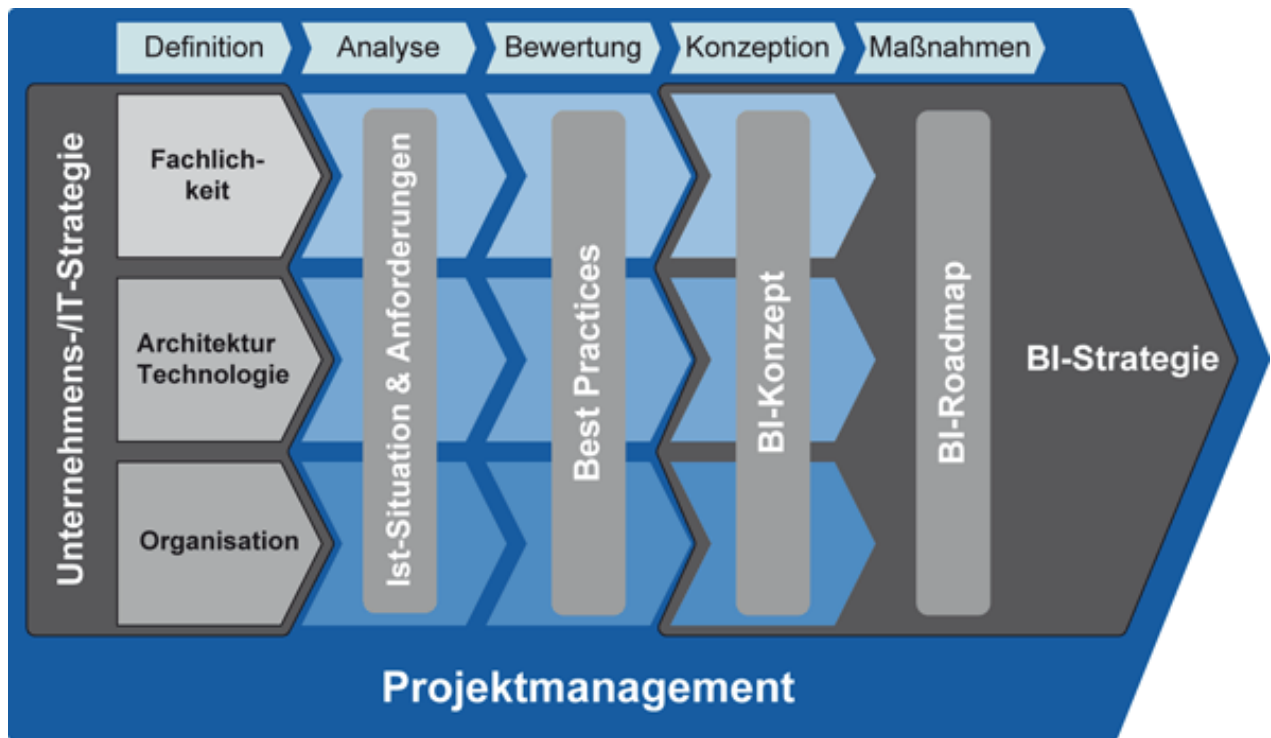 Definition
Analyse
Bewertung
Konzeption
Maßnahmen
Unternehmens-/IT-Strategie
Fachlich-
keit
Architektur
Technologie
Organisation
Ist-Situation & Anforderungen
Best Practices
BI-Konzept
BI-Roadmap
BI-Strategie
Projektmanagement